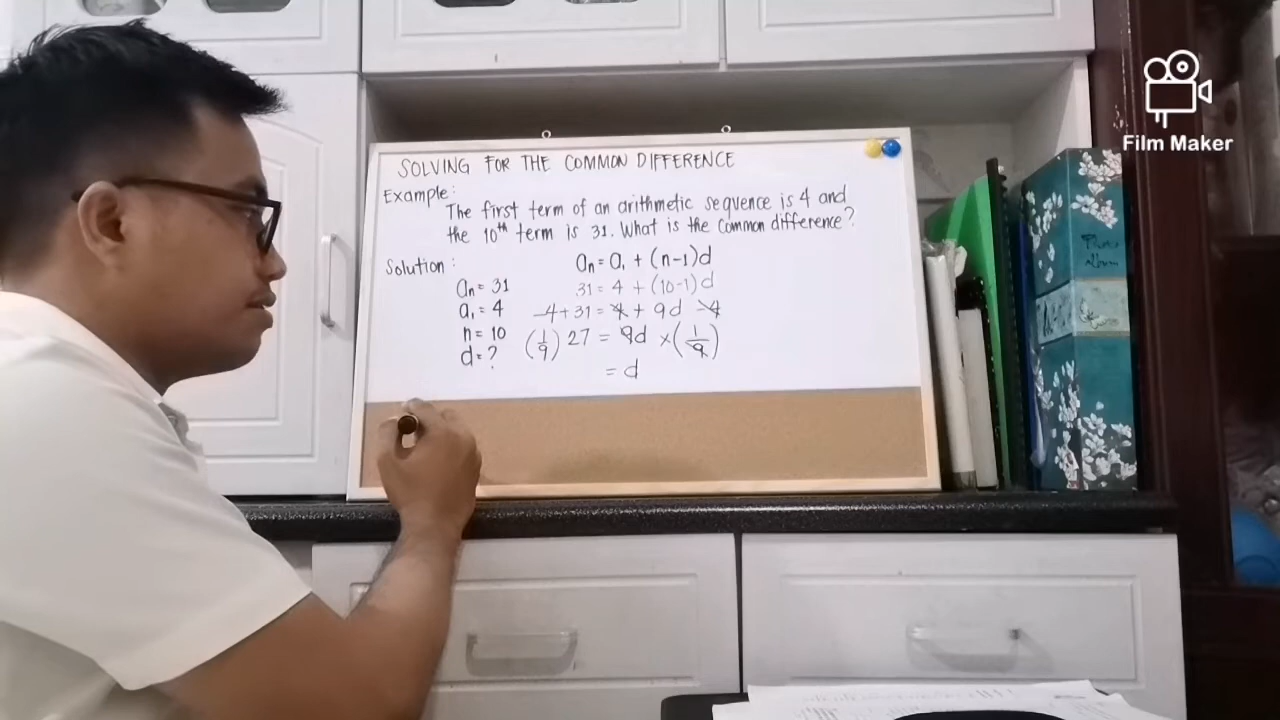 SOLVING FOR THE COMMON DIFFERENCE
Example:
The first term of an arithmetic sequence is 4 and
the 10th term is 31. What is the common difference?
Solution:
an = a1 + (n-1)d
an = 31
31 = 4 + (10-1)d
a1 = 4
-4+31 = 4 + 9d -4
n = 10
(1/9) 27 = 9d × (1/9)
d = ?
= d
Film Maker
Photo
Album